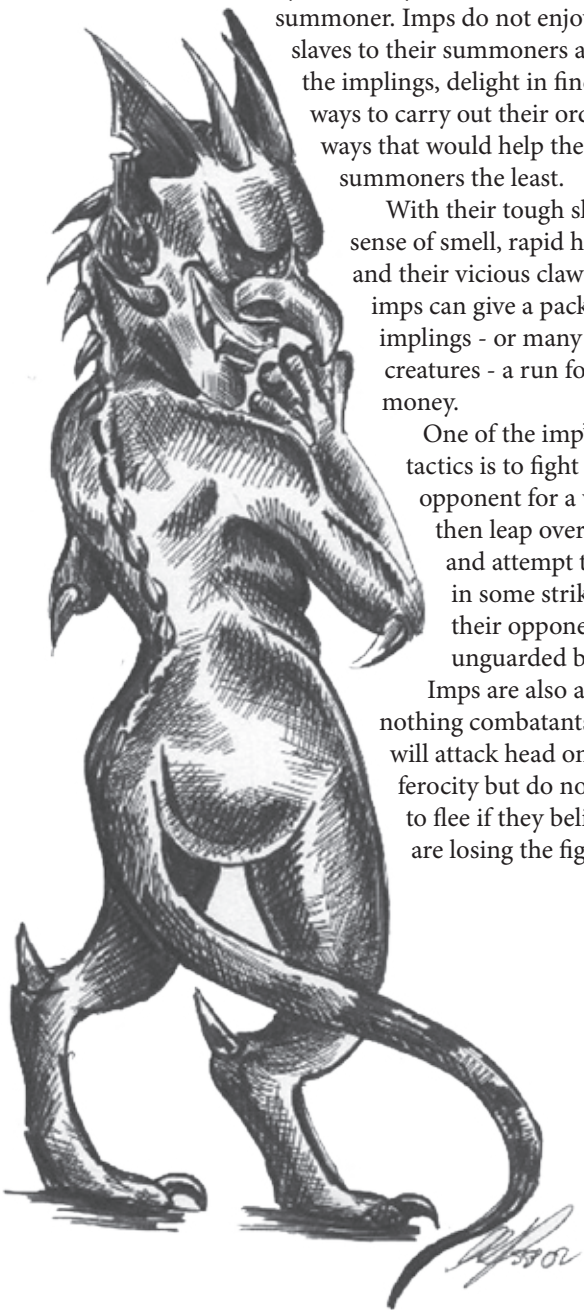 summoner. Imps do not enjo
slaves to their summoners a
the implings, delight in fin
ways to carry out their or
ways that would help the
summoners the least.
With their tough s
sense of smell, rapid h
and their vicious claw
imps can give a pack
implings - or many
creatures - a run fo
money.
One of the imp's
tactics is to fight
opponent for a
then leap over
and attempt t
in some strik
their oppone
unguarded b
Imps are also a
nothing combatants
will attack head on
ferocity but do no
to flee if they beli
are losing the fi